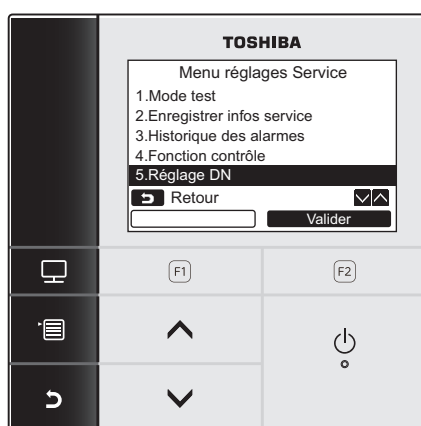 TOSHIBA
Menu réglages Service
1.Mode test
2.Enregistrer infos service
3.Historique des alarmes
4.Fonction contrôle
5.Réglage DN
Retour
Valider
F1
F2